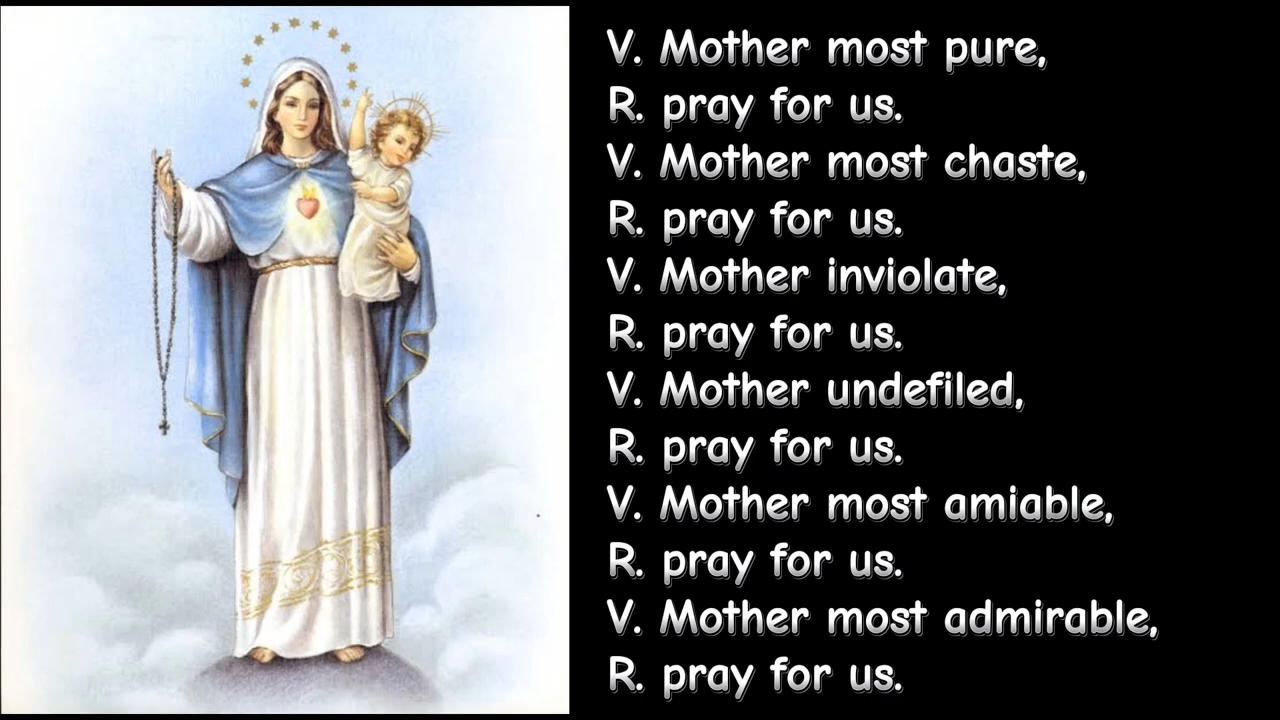 V. Mother most pure,
R. pray for us.
V. Mother most chaste,
R. pray for us.
V. Mother inviolate,
R. pray for us.
V. Mother undefiled,
R. pray for us.
V. Mother most amiable,
R. pray for us.
V. Mother most admirable,
R. pray for us.